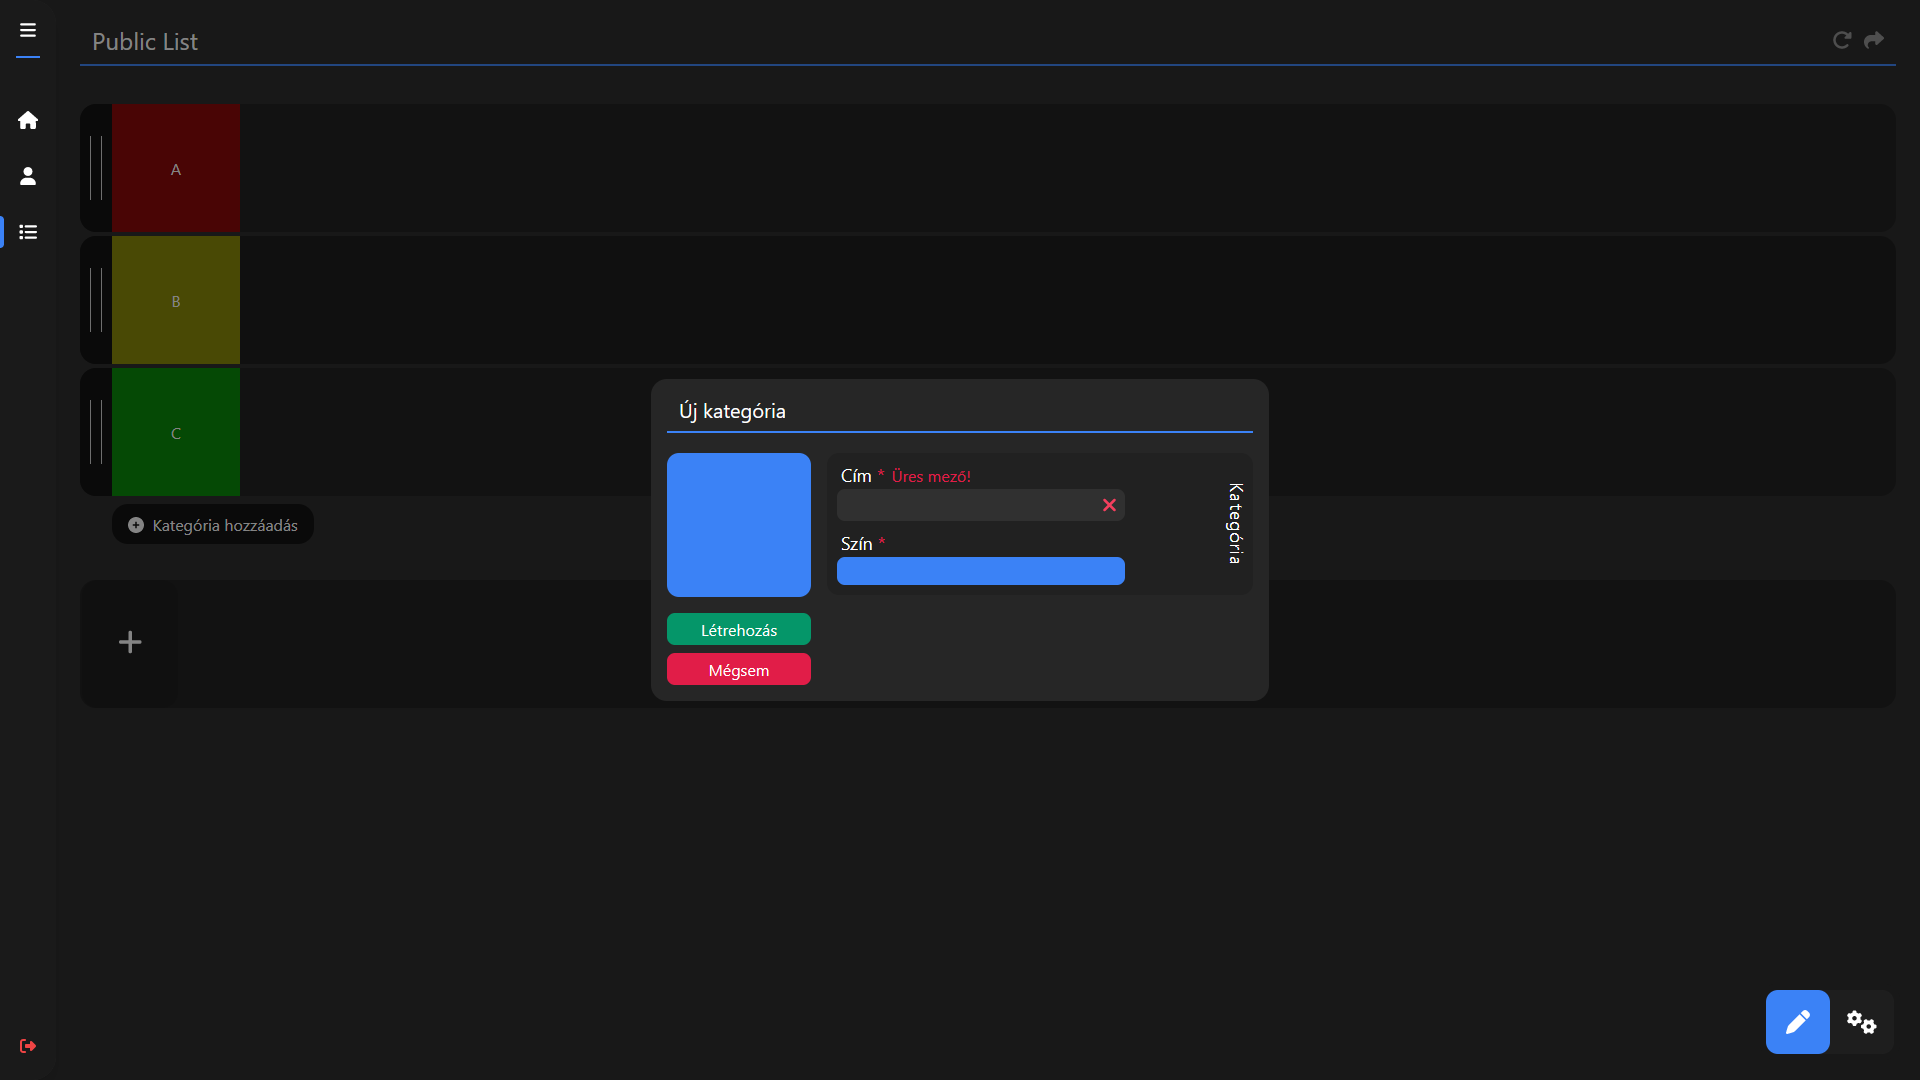 Public List
A
B
C
Kategória hozzáadás
Új kategória
Cím * Üres mező!
Szín *
Kategória
Létrehozás
Mégsem